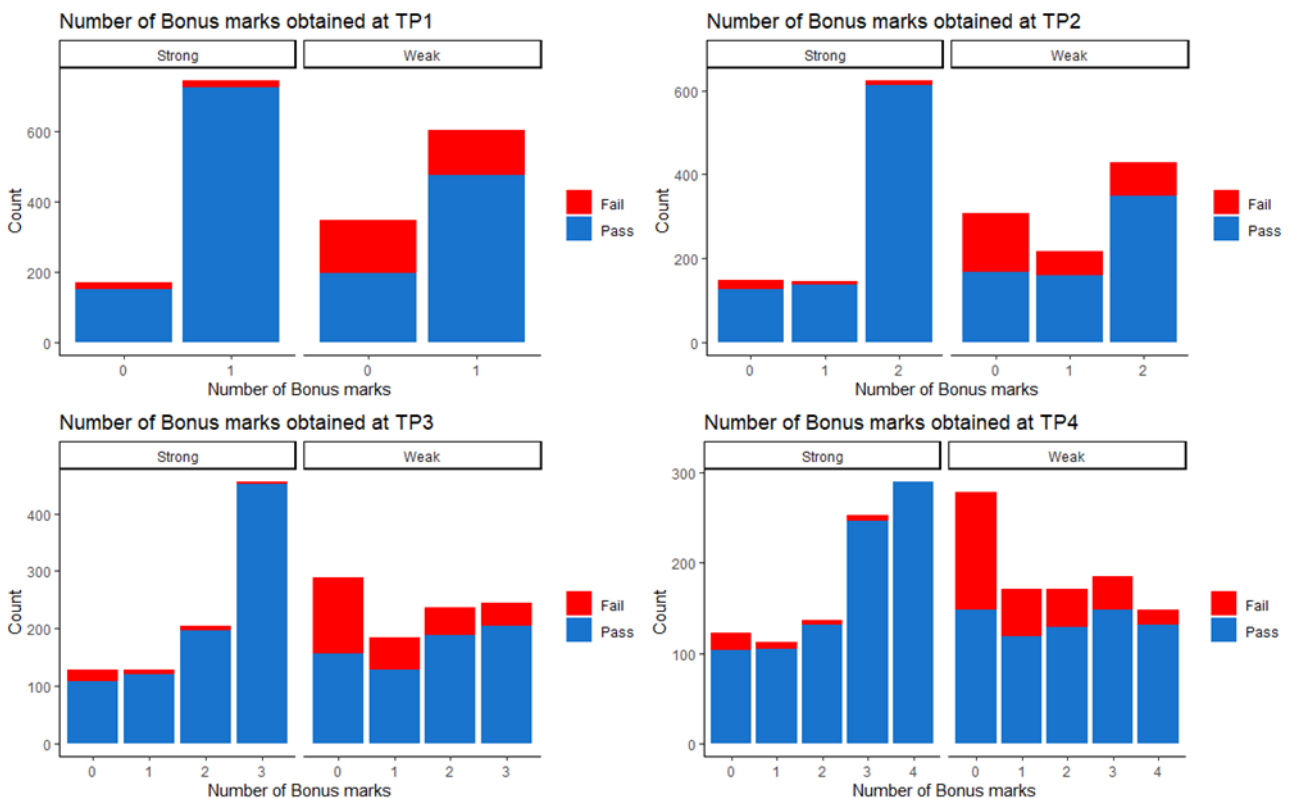 Number of Bonus marks obtained at TP1
Strong
Weak
600
400
200
0
Count
0
1
0
1
Number of Bonus marks
Fail
Pass
Number of Bonus marks obtained at TP2
Strong
Weak
600
400
200
0
Count
0
1
2
0
1
2
Number of Bonus marks
Fail
Pass
Number of Bonus marks obtained at TP3
Strong
Weak
400
300
200
100
0
Count
0
1
2
3
0
1
2
3
Number of Bonus marks
Fail
Pass
Number of Bonus marks obtained at TP4
Strong
Weak
300
200
100
0
Count
0
1
2
3
4
0
1
2
3
4
Number of Bonus marks
Fail
Pass